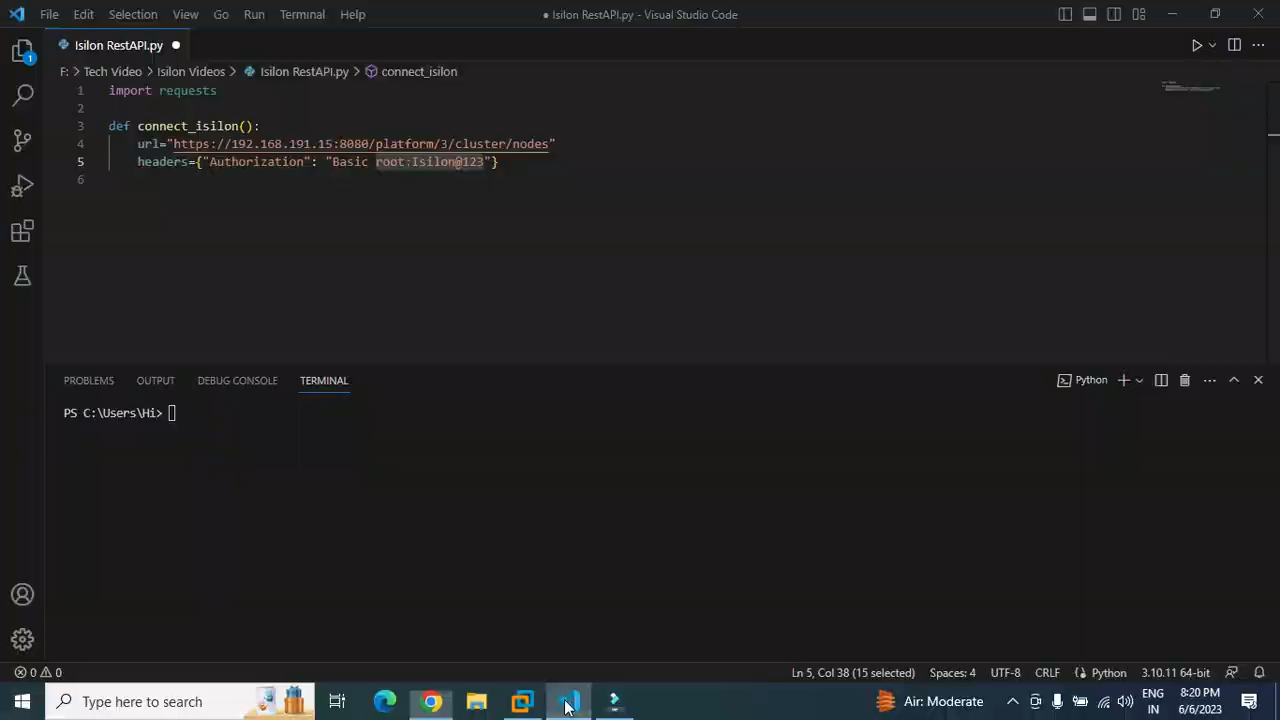 File Edit Selection View Go Run Terminal Help
● Isilon RestAPI.py - Visual Studio Code
Isilon RestAPI.py ●
F: > Tech Video > Isilon Videos > Isilon RestAPI.py > connect_isilon
1 import requests
2
3 def connect_isilon():
4 url="https://192.168.191.15:8080/platform/3/cluster/nodes"
5 headers={"Authorization": "Basic root:Isilon@123"}
6
PROBLEMS OUTPUT DEBUG CONSOLE TERMINAL
Python
PS C:\Users\Hi>
1
0 0
Ln 5, Col 38 (15 selected) Spaces: 4 UTF-8 CRLF Python 3.10.11 64-bit
Type here to search
Air: Moderate
ENG
IN
8:20 PM
6/6/2023